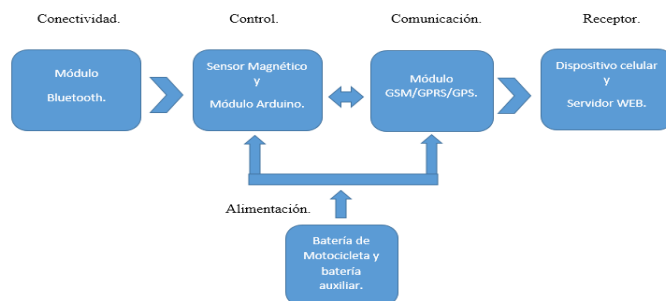 Conectividad.
Control.
Comunicación.
Receptor.
Módulo
Bluetooth.
Sensor Magnético
y
Módulo Arduino.
Módulo
GSM/GPRS/GPS.
Dispositivo celular
y
Servidor WEB.
Alimentación.
Batería de
Motocicleta y
batería
auxiliar.